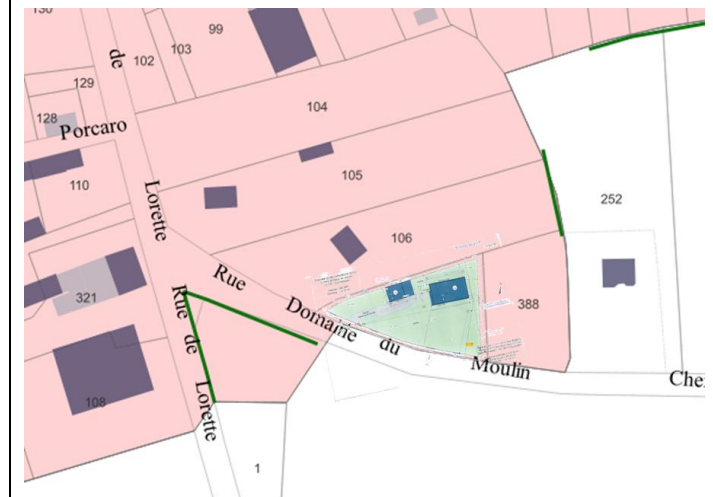 130
99
102
103
de
129
128
Porcaro
104
110
105
252
Lorette
106
Rue
388
321
Rue de Lorette
Domaine du Moulin
Che
108
1